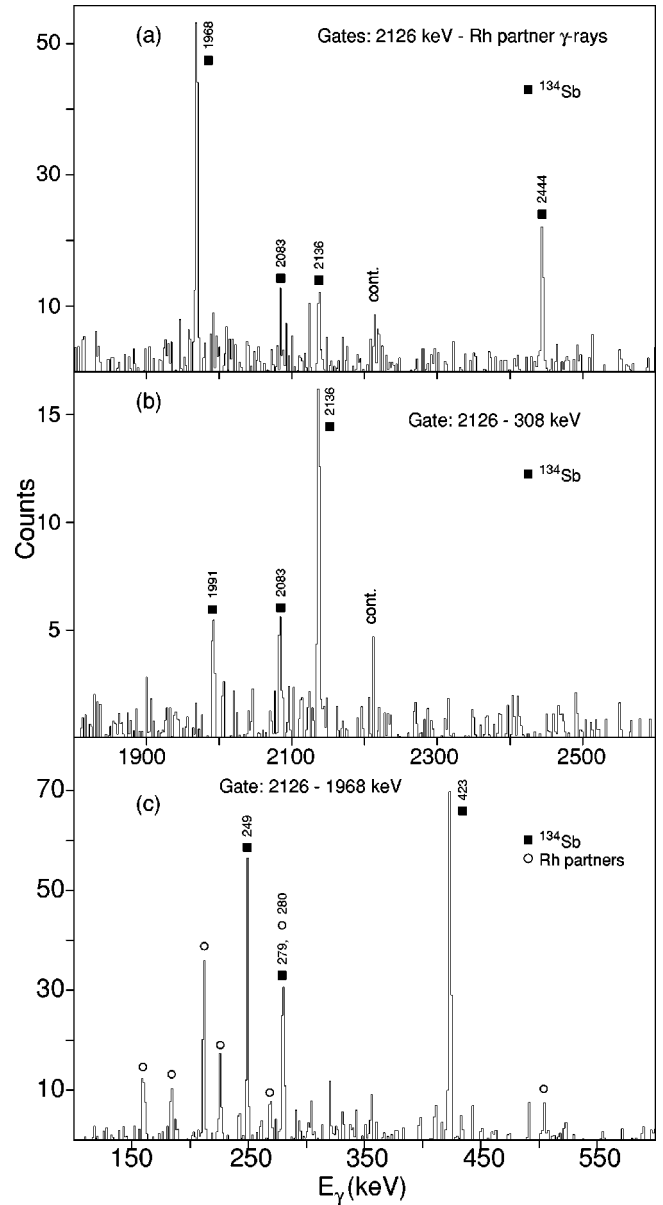 (a)
Gates: 2126 keV - Rh partner γ-rays
1968
■ ¹³⁴Sb
2444
2083
2136
cont.
50
30
10
(b)
Gate: 2126 - 308 keV
2136
■ ¹³⁴Sb
1991
2083
cont.
15
10
5
Counts
1900
2100
2300
2500
(c)
Gate: 2126 - 1968 keV
423
249
■ ¹³⁴Sb
○ Rh partners
279, ○ 280
70
50
30
10
150
250
350
450
550
Eγ (keV)